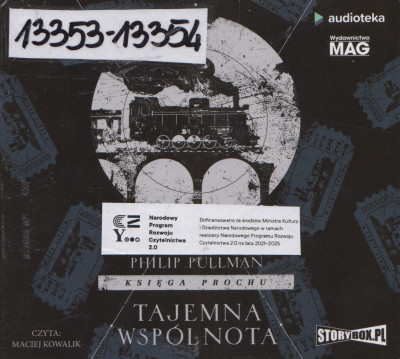 13353-13354
audioteka
Wydawnictwo
MAG
Narodowy
Program
Rozwoju
Czytelnictwa
2.0
Dofinansowano ze środków Ministra Kultury
i Dziedzictwa Narodowego w ramach
realizacji Narodowego Programu Rozwoju
Czytelnictwa 2.0 na lata 2021-2025
PHILIP PULLMAN
KSIĘGA PROCHU
TAJEMNA
WSPÓLNOTA
CZYTA:
MACIEJ KOWALIK
STORYBOX.PL